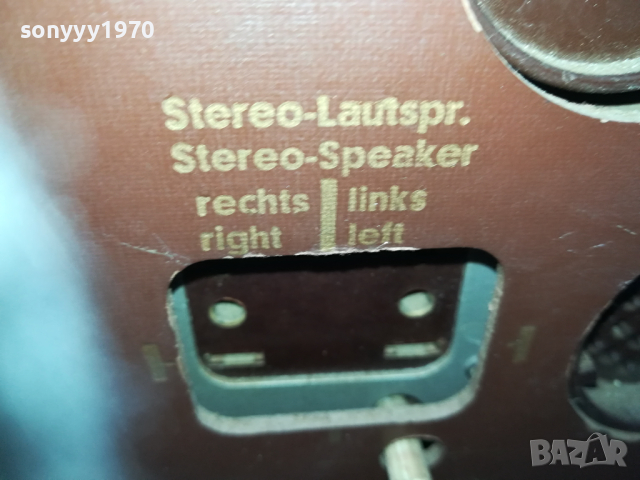 sonyyy1970
Stereo-Lautspr.
Stereo-Speaker
rechts links
right left
BAZAR